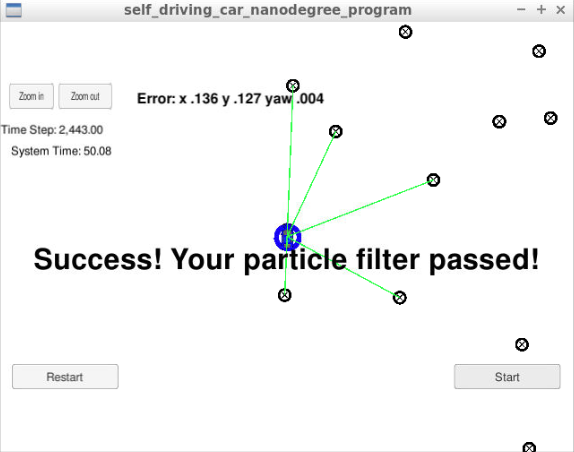 self_driving_car_nanodegree_program
Zoom in Zoom out Error: x .136 y .127 yaw .004
Time Step: 2,443.00
System Time: 50.08
Success! Your particle filter passed!
Restart Start